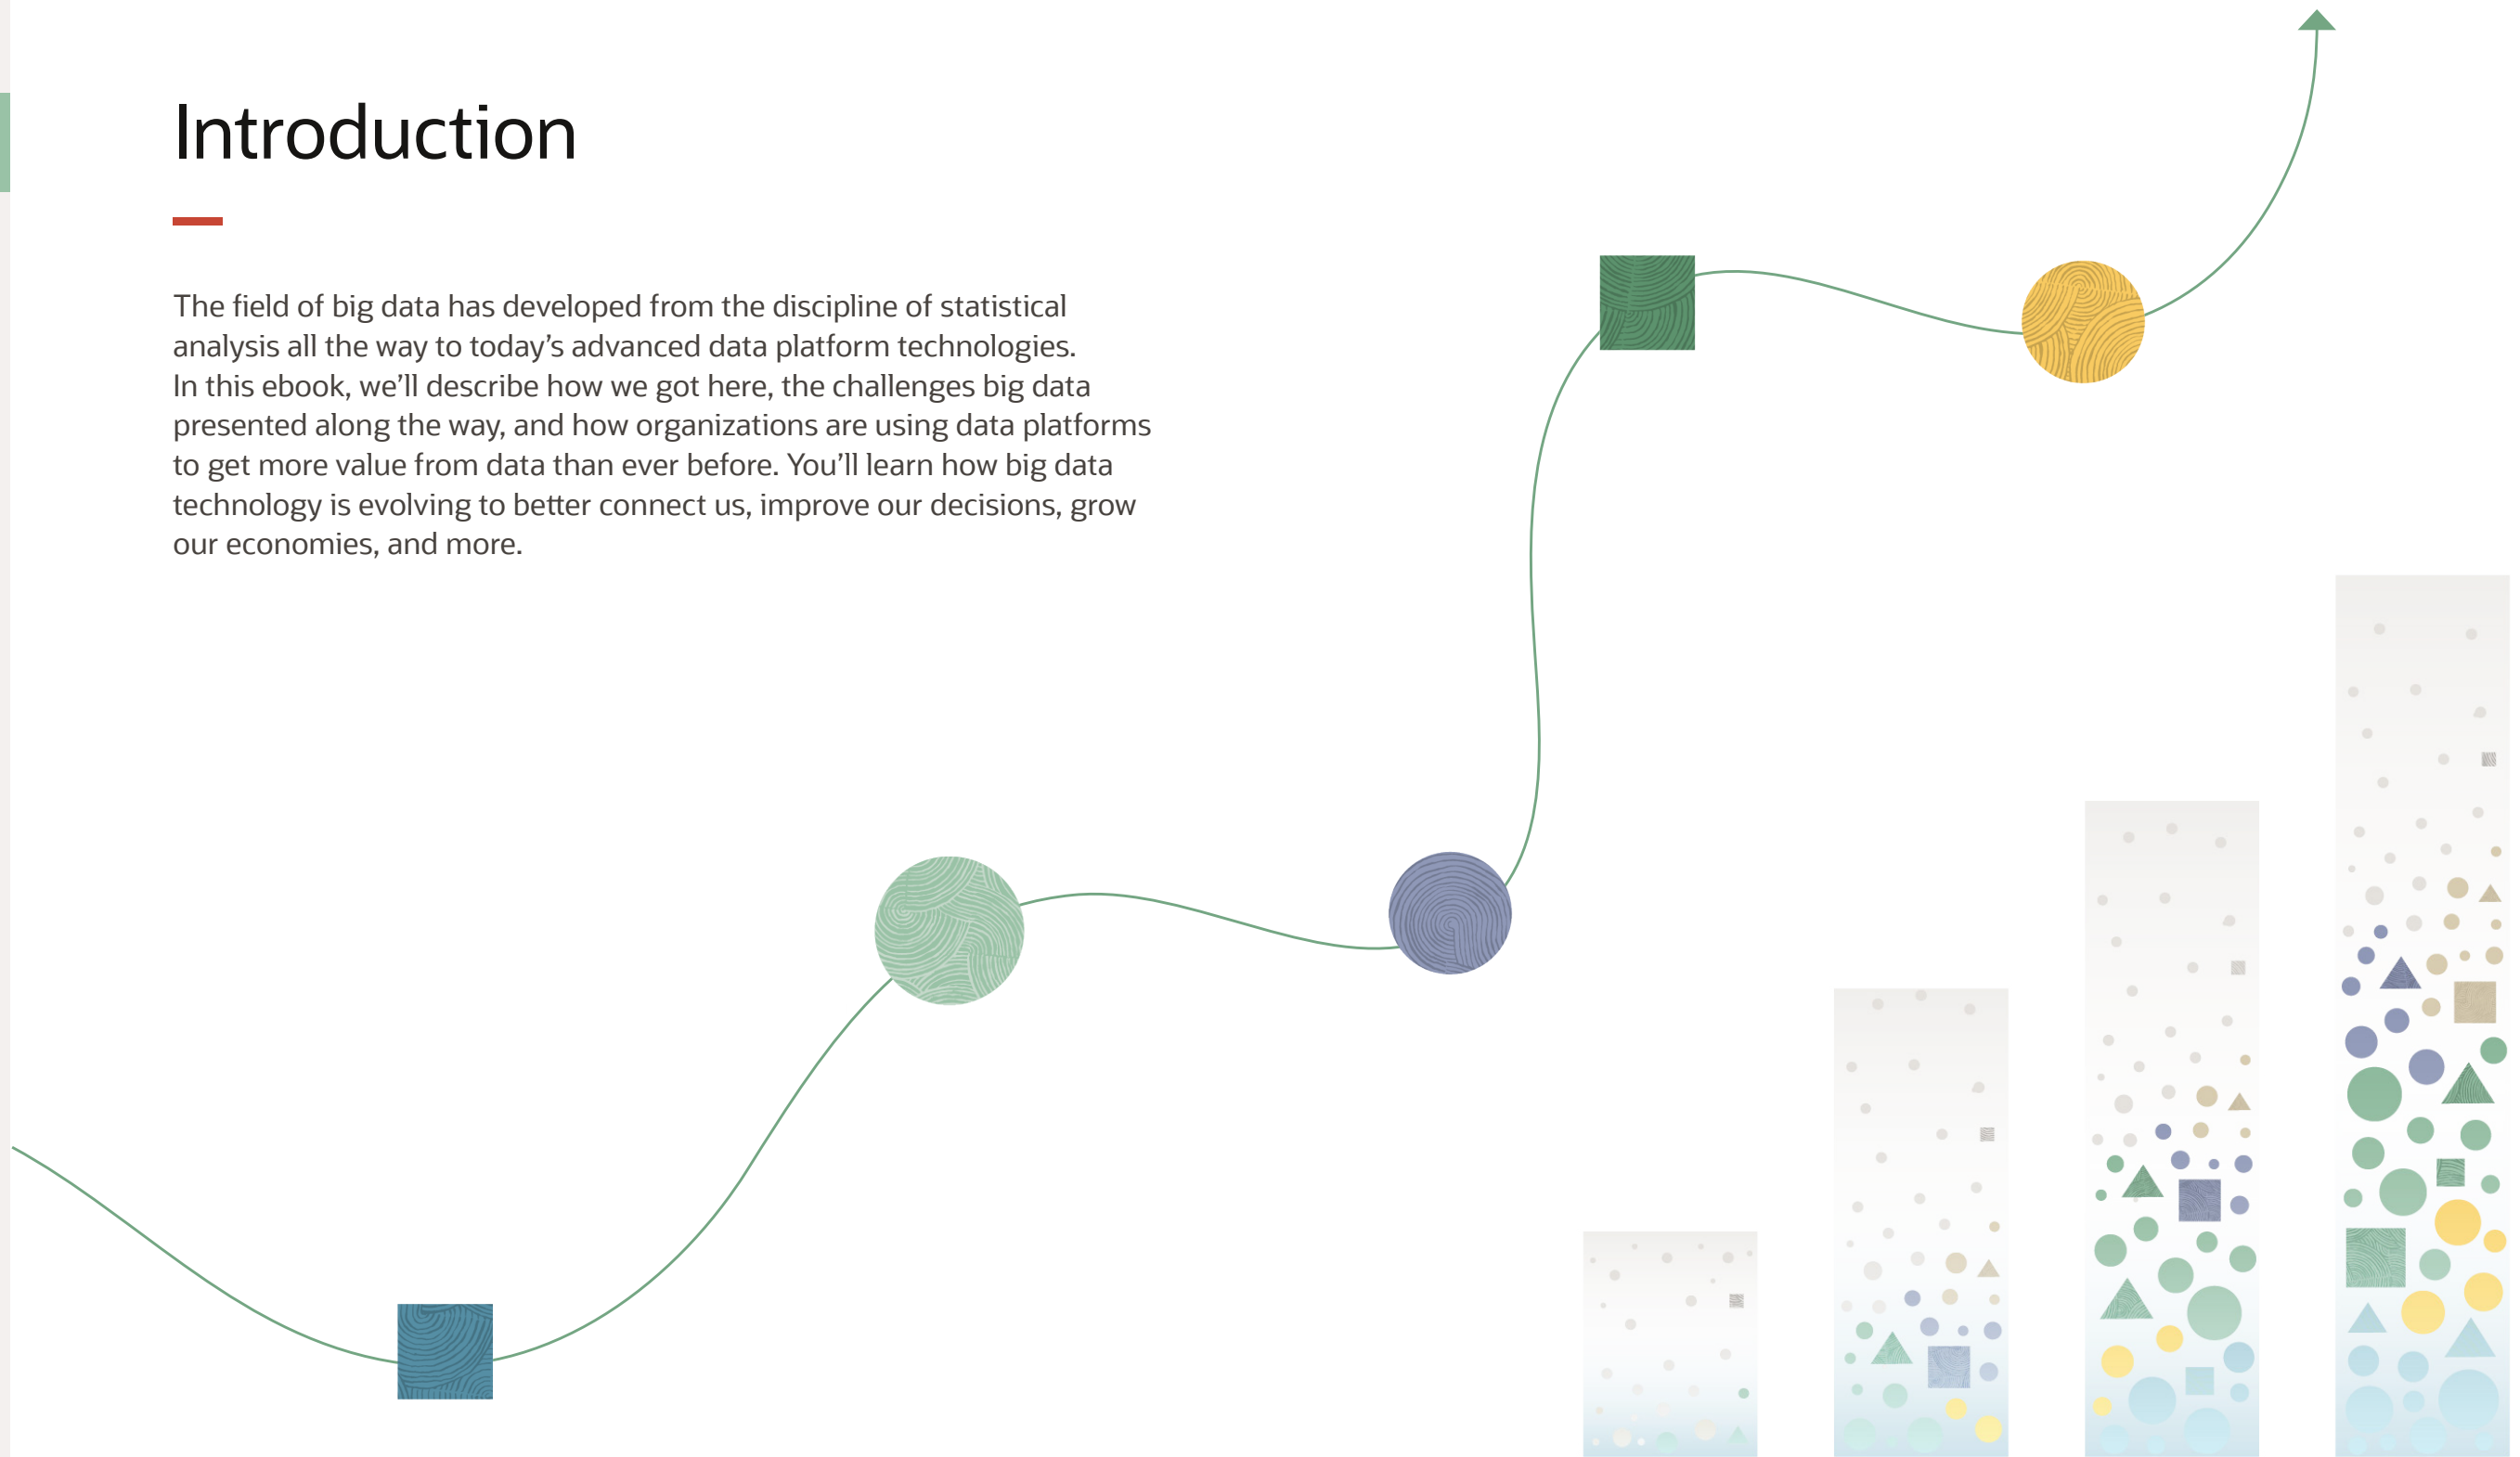 Introduction
The field of big data has developed from the discipline of statistical
analysis all the way to today’s advanced data platform technologies.
In this ebook, we’ll describe how we got here, the challenges big data
presented along the way, and how organizations are using data platforms
to get more value from data than ever before. You’ll learn how big data
technology is evolving to better connect us, improve our decisions, grow
our economies, and more.